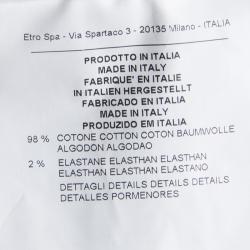 Etro Spa - Via Spartaco 3 - 20135 Milano - ITALIA
PRODOTTO IN ITALIA
MADE IN ITALY
FABRIQUE' EN ITALIE
IN ITALIEN HERGESTELLT
FABRICADO EN ITALIA
MADE IN ITALY
PRODUZIDO EM ITALIA
98 % COTONE COTTON COTON BAUMWOLLE
ALGODON ALGODAO
2 % ELASTANE ELASTHAN ELASTHAN
ELASTHAN ELASTHAN ELASTANO
DETTAGLI DETAILS DETAILS DETAILS
DETALLES PORMENORES